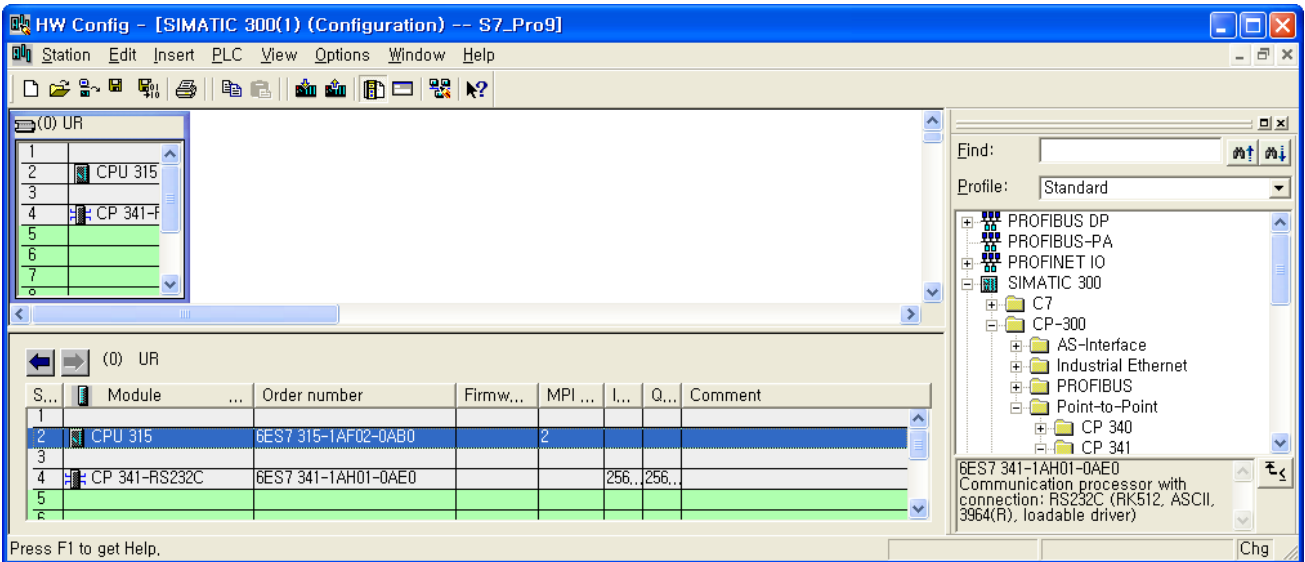 HW Config - [SIMATIC 300(1) (Configuration) -- S7_Pro9]
Station Edit Insert PLC View Options Window Help
(0) UR
1
2 CPU 315
3
4 CP 341-F
5
6
7
8
Find:
Profile: Standard
PROFIBUS DP
PROFIBUS-PA
PROFINET IO
SIMATIC 300
C7
CP-300
AS-Interface
Industrial Ethernet
PROFIBUS
Point-to-Point
CP 340
CP 341
6ES7 341-1AH01-0AE0
Communication processor with
connection: RS232C (RK512, ASCII,
3964(R), loadable driver)
(0) UR
S... Module ... Order number Firmw... MPI ... I... Q... Comment
1
2 CPU 315 6ES7 315-1AF02-0AB0 2
3
4 CP 341-RS232C 6ES7 341-1AH01-0AE0 256... 256...
5
6
Press F1 to get Help.
Chg